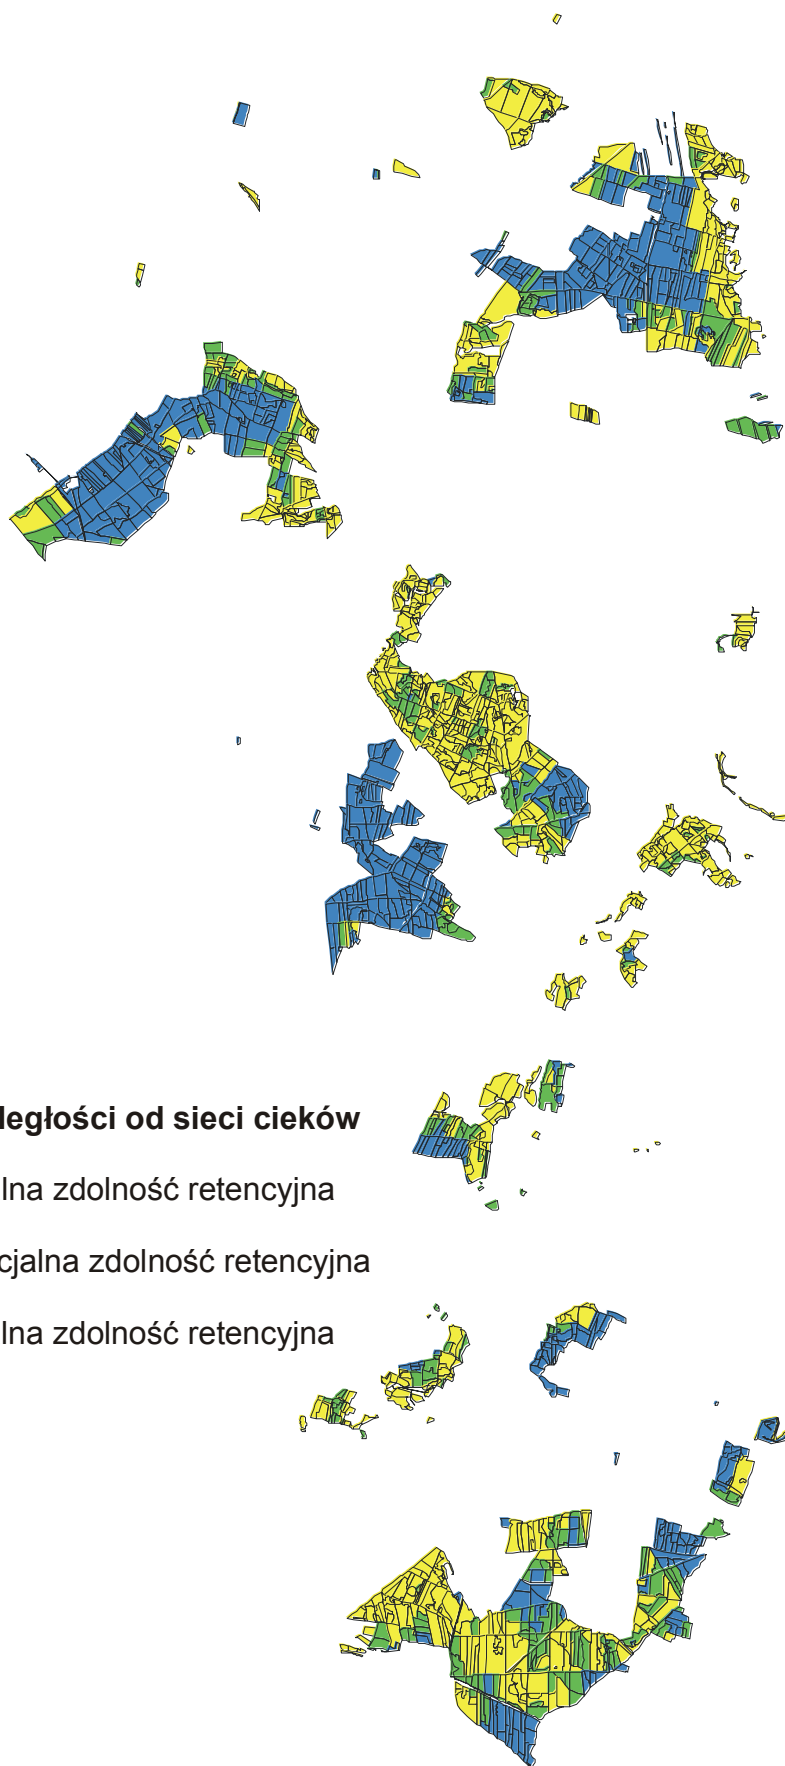 ległości od sieci cieków
lna zdolność retencyjna
cjalna zdolność retencyjna
lna zdolność retencyjna